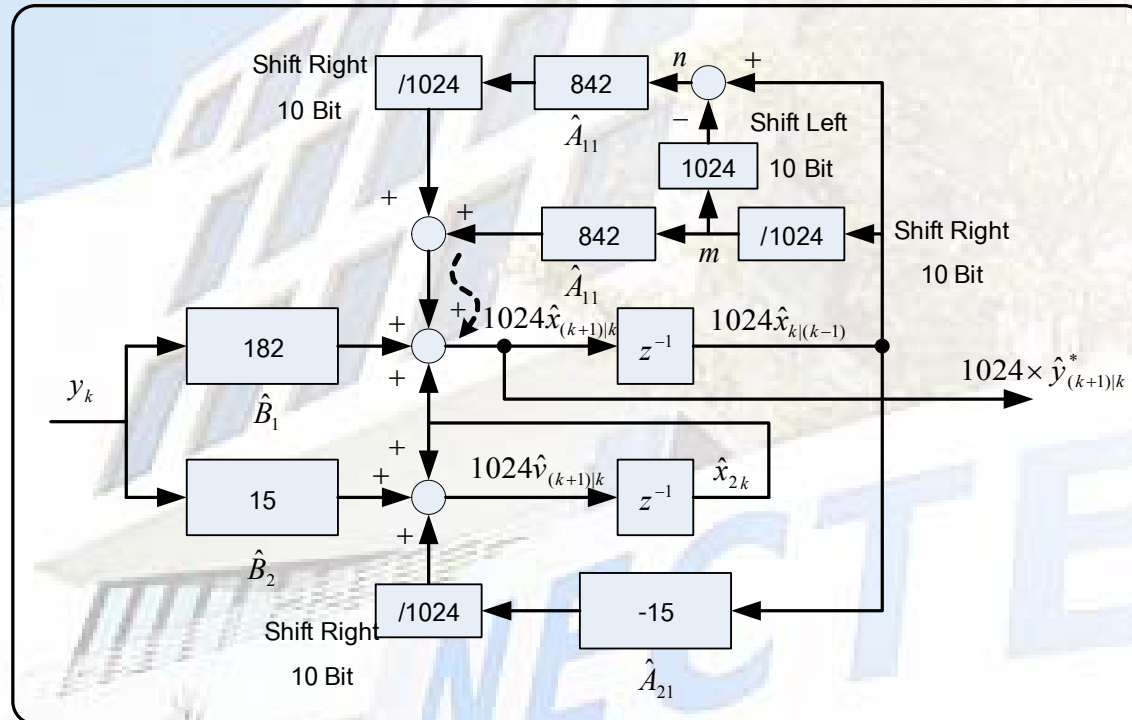 Shift Right
10 Bit
/1024
842
n
+
−
Â₁₁
Shift Left
10 Bit
1024
+
+
842
m
/1024
Shift Right
10 Bit
Â₁₁
+
182
+
1024x̂₍ₖ₊₁₎|ₖ
z⁻¹
1024x̂ₖ|₍ₖ₋₁₎
1024 × ŷ*₍ₖ₊₁₎|ₖ
yₖ
B̂₁
+
+
15
+
1024v̂₍ₖ₊₁₎|ₖ
z⁻¹
x̂₂ₖ
B̂₂
+
/1024
-15
Shift Right
10 Bit
Â₂₁
NECTE